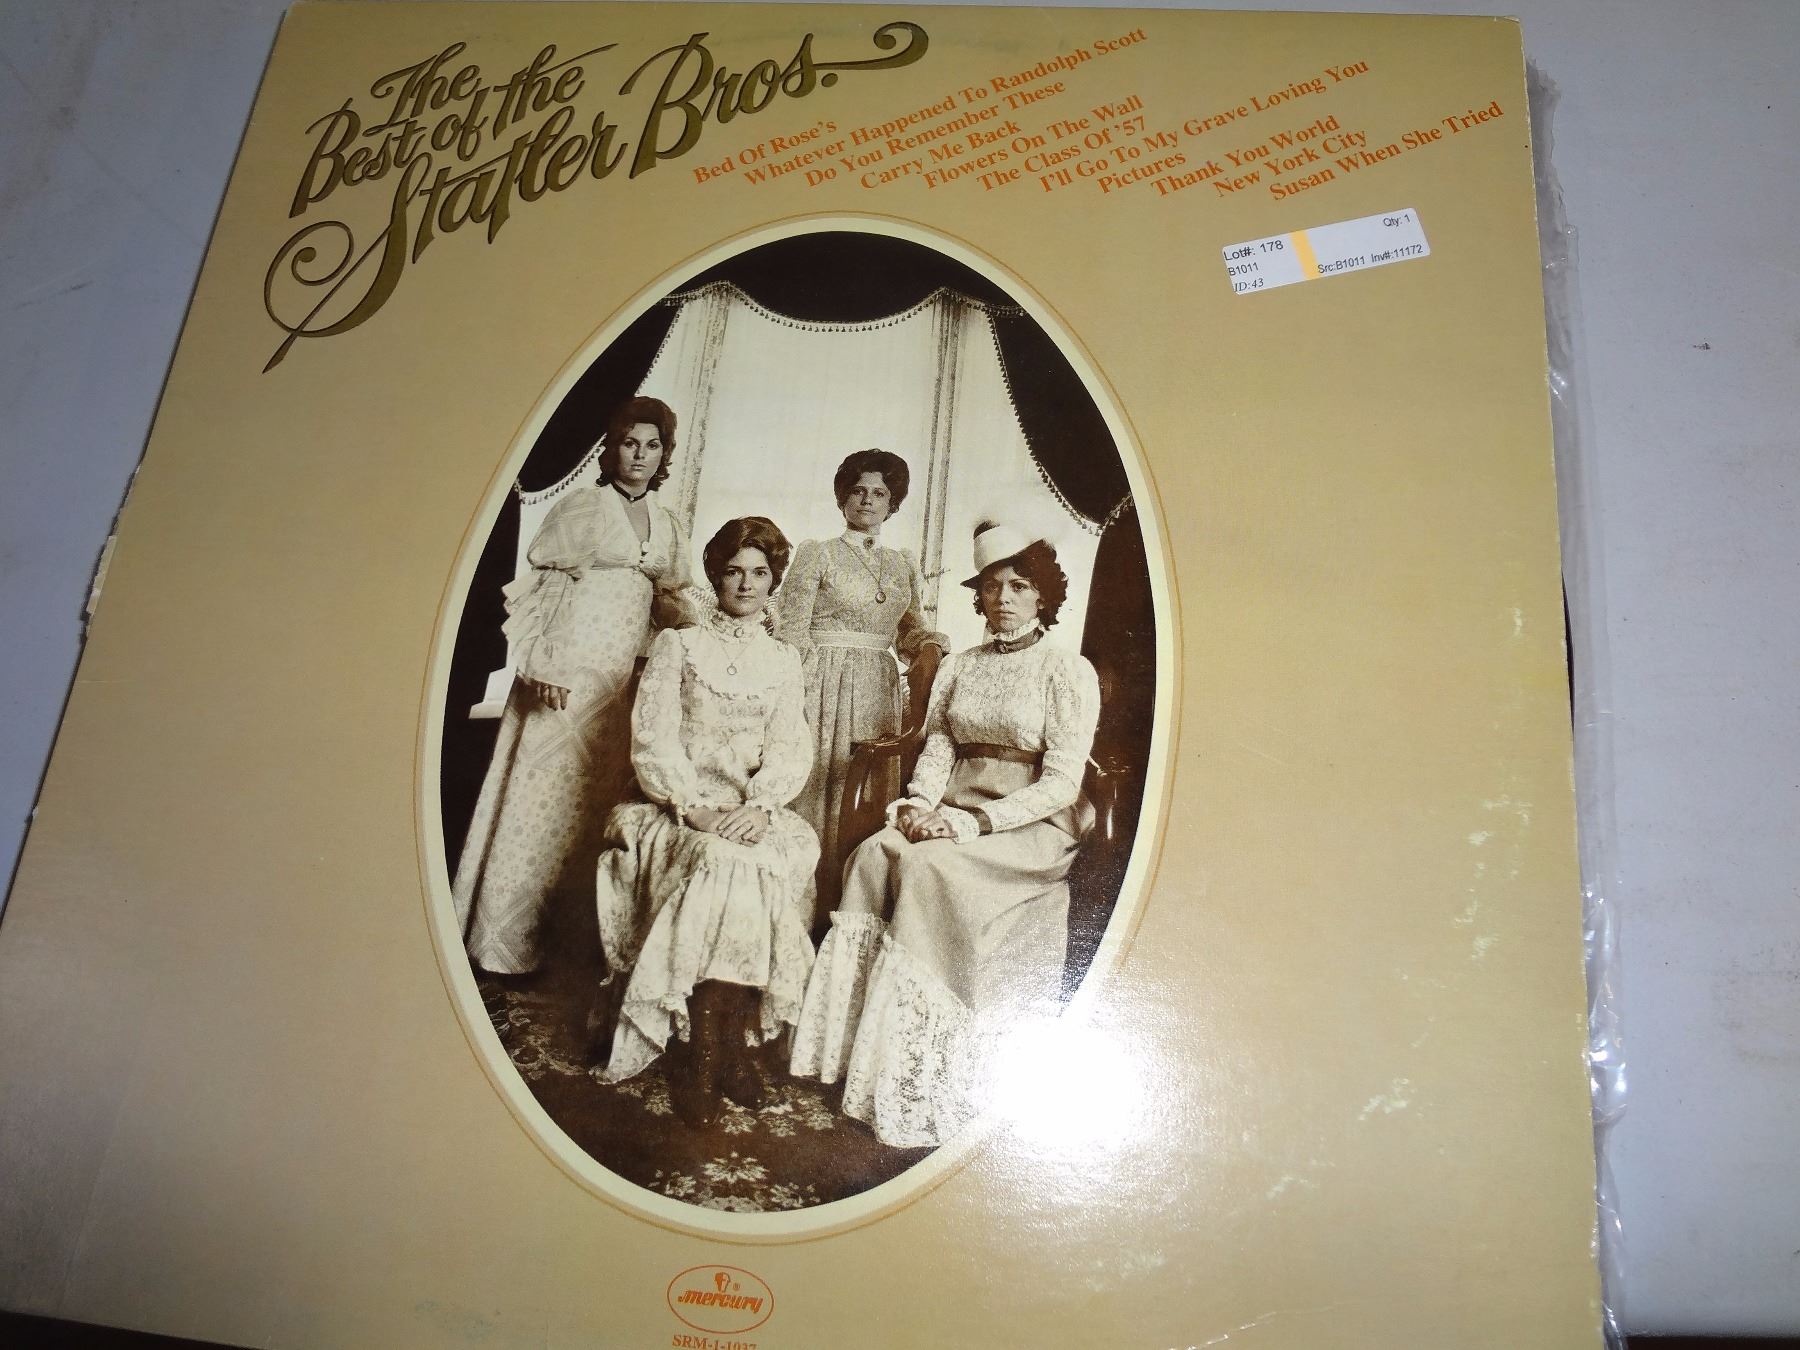 The
Best of the
Statler Bros.
Bed Of Rose's
Whatever Happened To Randolph Scott
Do You Remember These
Carry Me Back
Flowers On The Wall
The Class Of '57
I'll Go To My Grave Loving You
Pictures
Thank You World
New York City
Susan When She Tried
Lot#: 178
Qty: 1
B1011
Src:B1011 Inv#:11172
ID:43
mercury
SRM-1-1037